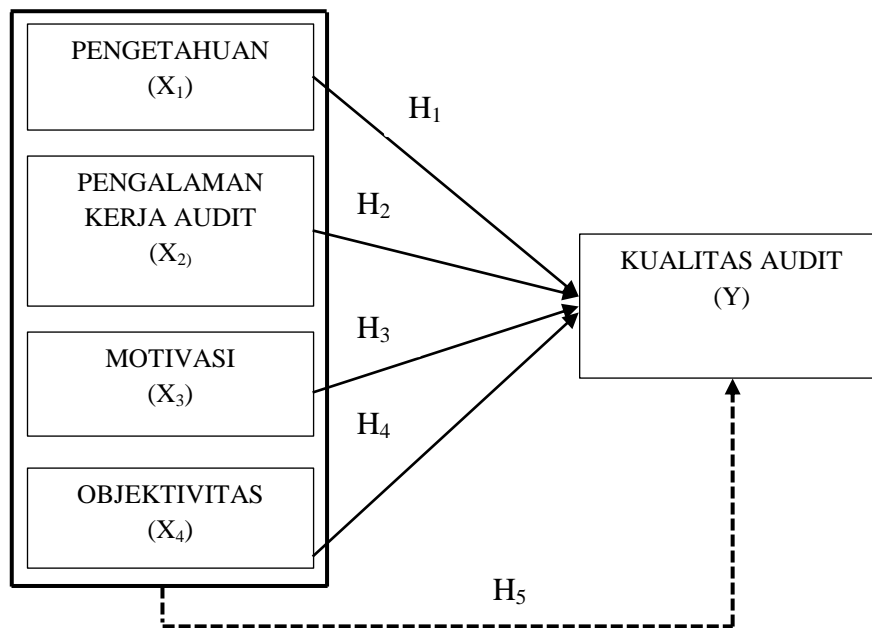 PENGETAHUAN
(X₁)
H₁
PENGALAMAN
KERJA AUDIT
(X₂)
H₂
KUALITAS AUDIT
(Y)
MOTIVASI
(X₃)
H₃
H₄
OBJEKTIVITAS
(X₄)
H₅